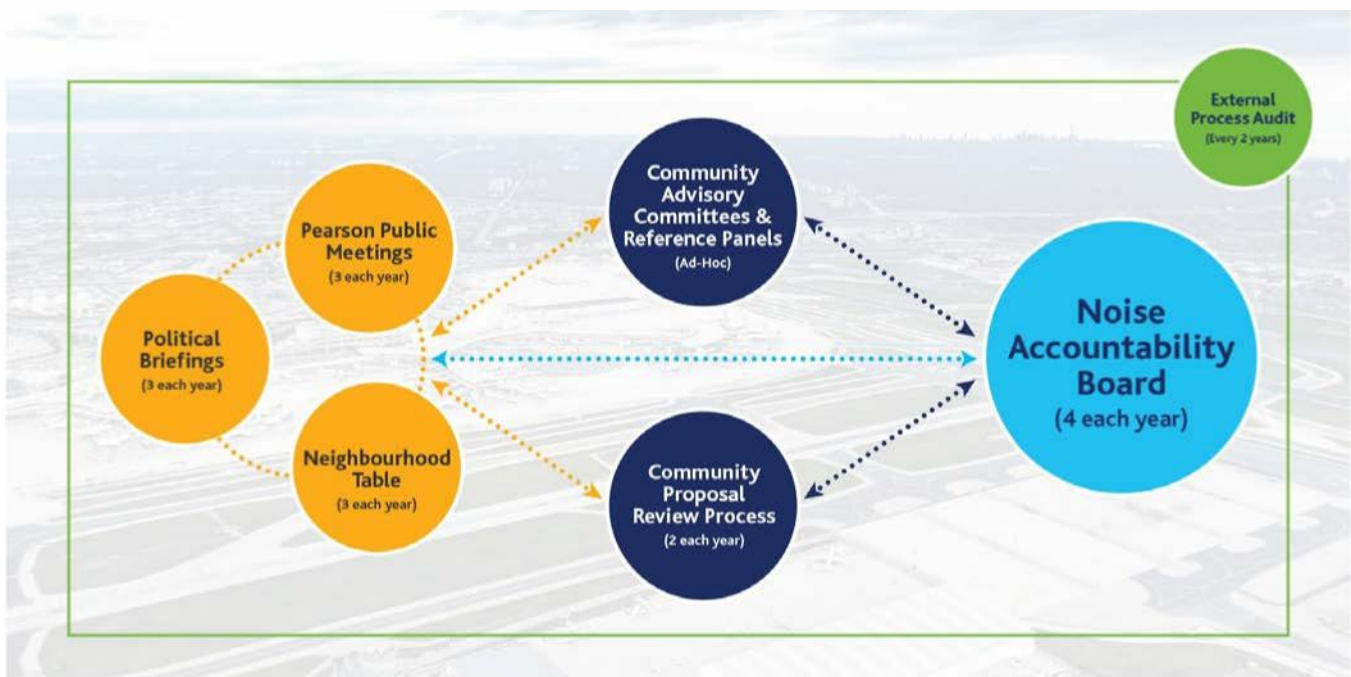 External
Process Audit
(Every 2 years)
Community
Advisory
Committees &
Reference Panels
(Ad-Hoc)
Pearson Public
Meetings
(3 each year)
Political
Briefings
(3 each year)
Neighbourhood
Table
(3 each year)
Community
Proposal
Review Process
(2 each year)
Noise
Accountability
Board
(4 each year)